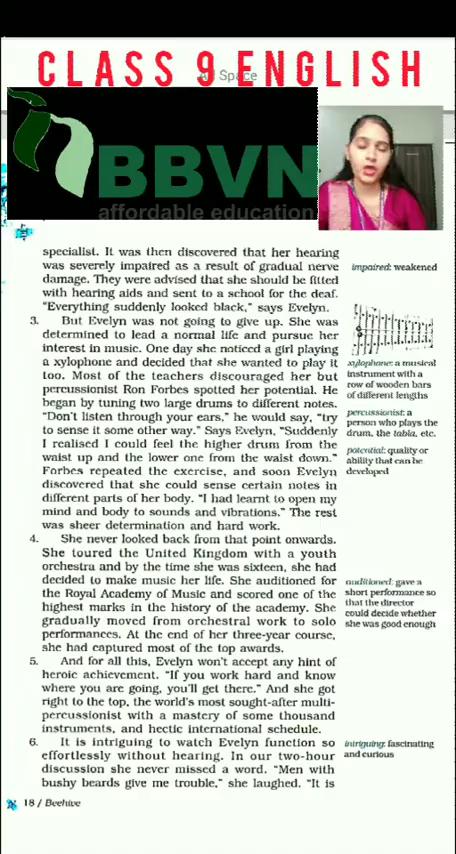 CLASS 9 ENGLISH
Space
BBVN
affordable education
specialist. It was then discovered that her hearing
was severely impaired as a result of gradual nerve
damage. They were advised that she should be fitted
with hearing aids and sent to a school for the deaf.
“Everything suddenly looked black,” says Evelyn.
impaired: weakened
3. But Evelyn was not going to give up. She was
determined to lead a normal life and pursue her
interest in music. One day she noticed a girl playing
a xylophone and decided that she wanted to play it
too. Most of the teachers discouraged her but
percussionist Ron Forbes spotted her potential. He
began by tuning two large drums to different notes.
“Don’t listen through your ears,” he would say, “try
to sense it some other way.” Says Evelyn, “Suddenly
I realised I could feel the higher drum from the
waist up and the lower one from the waist down.”
Forbes repeated the exercise, and soon Evelyn
discovered that she could sense certain notes in
different parts of her body. “I had learnt to open my
mind and body to sounds and vibrations.” The rest
was sheer determination and hard work.
xylophone: a musical
instrument with a
row of wooden bars
of different lengths
percussionist: a
person who plays the
drum, the tabla, etc.
potential: quality or
ability that can be
developed
4. She never looked back from that point onwards.
She toured the United Kingdom with a youth
orchestra and by the time she was sixteen, she had
decided to make music her life. She auditioned for
the Royal Academy of Music and scored one of the
highest marks in the history of the academy. She
gradually moved from orchestral work to solo
performances. At the end of her three-year course,
she had captured most of the top awards.
auditioned: gave a
short performance so
that the director
could decide whether
she was good enough
5. And for all this, Evelyn won’t accept any hint of
heroic achievement. “If you work hard and know
where you are going, you’ll get there.” And she got
right to the top, the world’s most sought-after multi-
percussionist with a mastery of some thousand
instruments, and hectic international schedule.
6. It is intriguing to watch Evelyn function so
effortlessly without hearing. In our two-hour
discussion she never missed a word. “Men with
bushy beards give me trouble,” she laughed. “It is
intriguing: fascinating
and curious
18 / Beehive